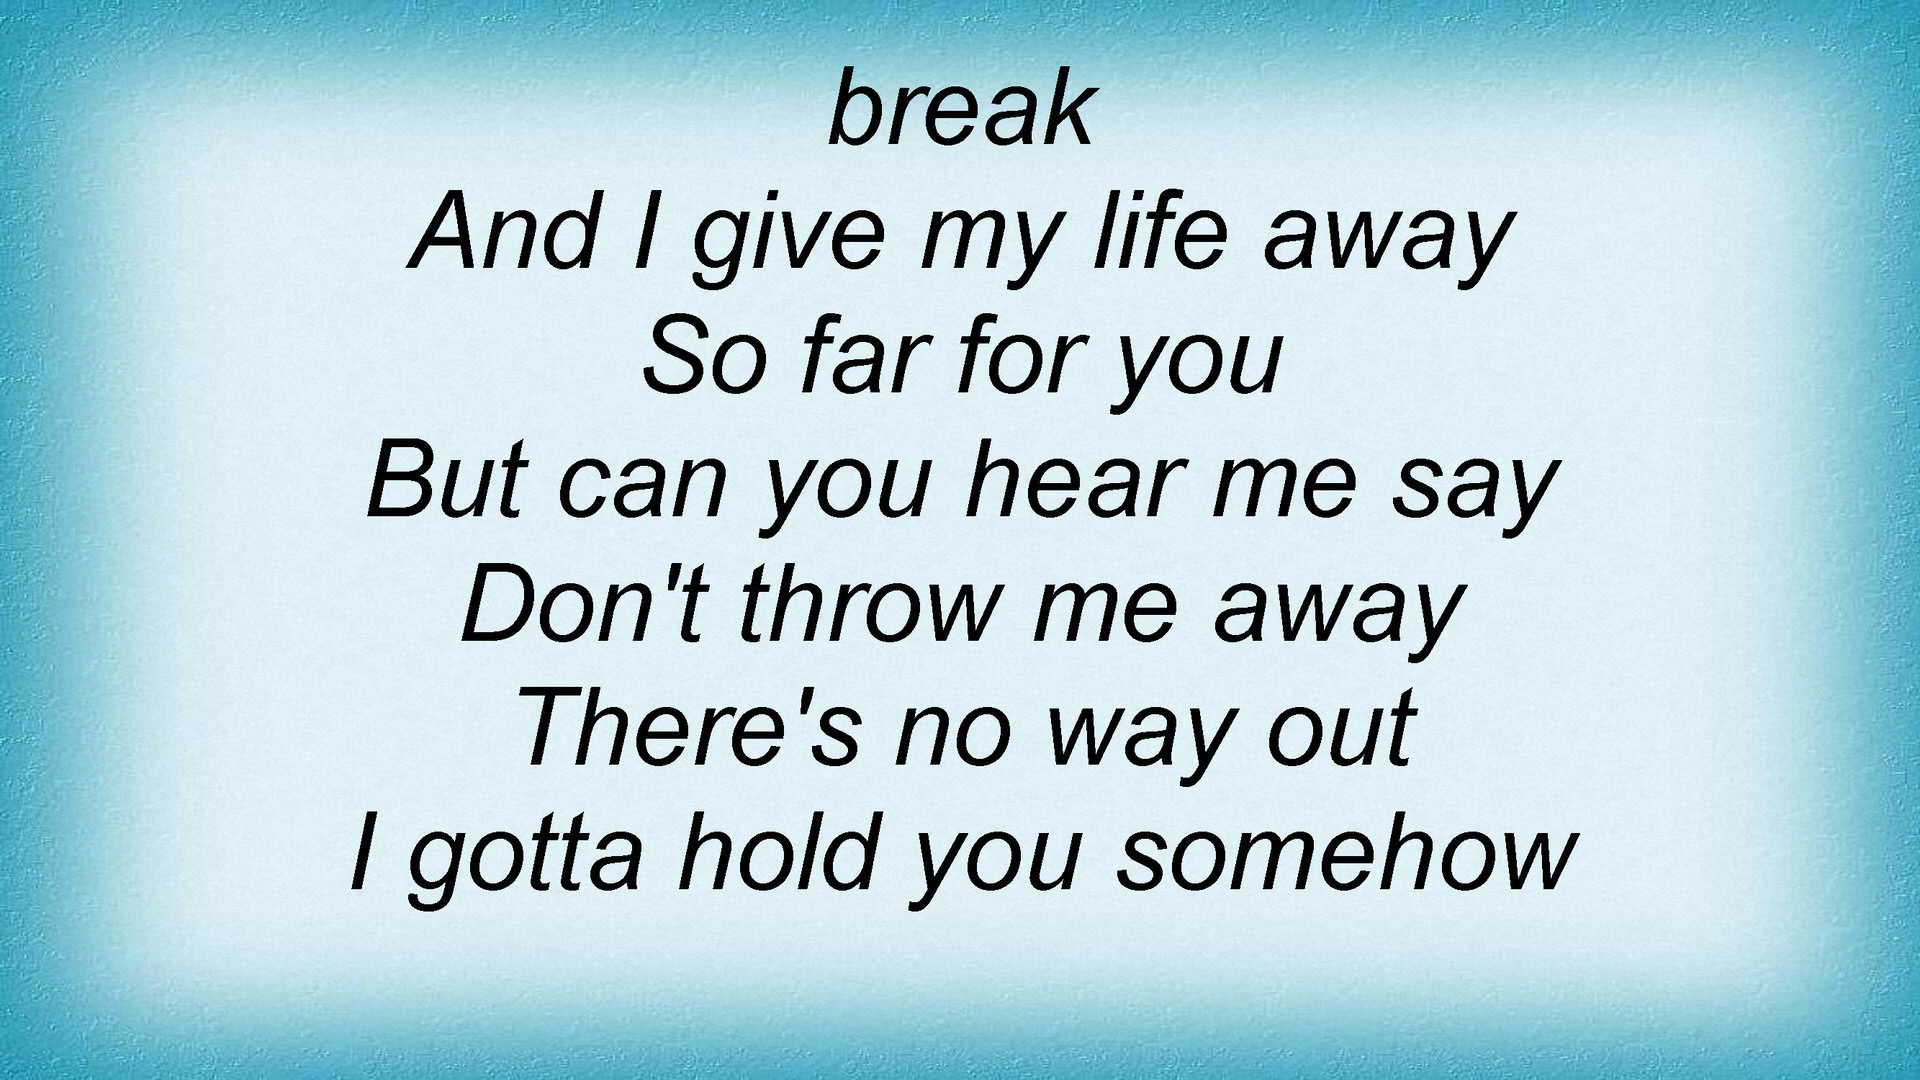 break
And I give my life away
So far for you
But can you hear me say
Don't throw me away
There's no way out
I gotta hold you somehow